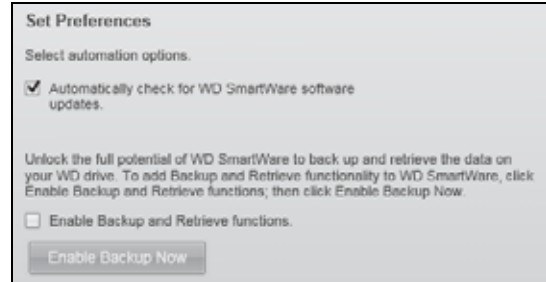 Set Preferences
Select automation options.
Automatically check for WD SmartWare software
updates.
Unlock the full potential of WD SmartWare to back up and retrieve the data on
your WD drive. To add Backup and Retrieve functionality to WD SmartWare, click
Enable Backup and Retrieve functions; then click Enable Backup Now.
Enable Backup and Retrieve functions.
Enable Backup Now